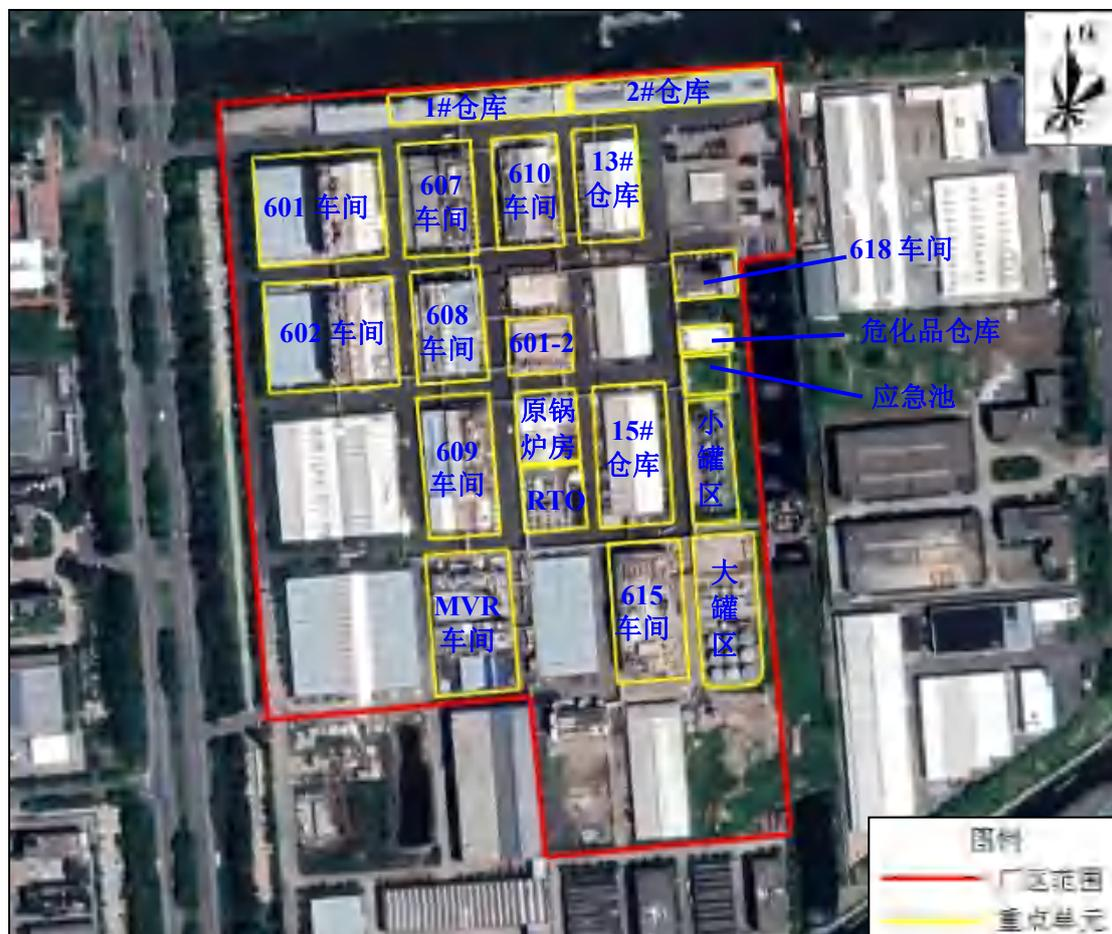 1#仓库
2#仓库
601 车间
607
车间
610
车间
13#
仓库
618 车间
602 车间
608
车间
601-2
危化品仓库
应急池
609
车间
原锅
炉房
RTO
15#
仓库
小
罐
区
MVR
车间
615
车间
大
罐
区
图例
厂区范围
重点单元